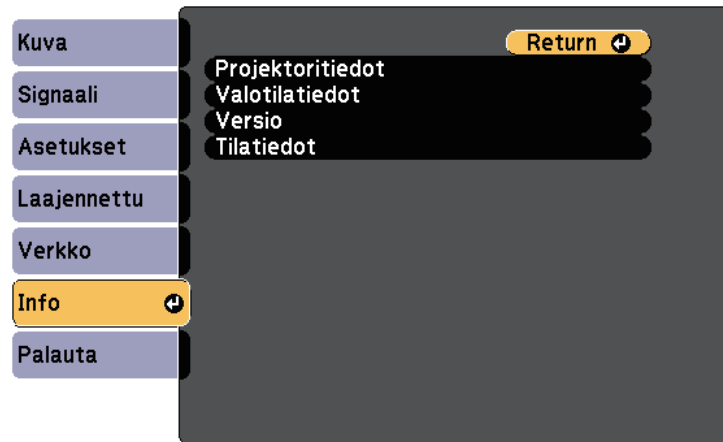 Kuva
Signaali
Asetukset
Laajennettu
Verkko
Info
Palauta
Return
Projektoritiedot
Valotilatiedot
Versio
Tilatiedot